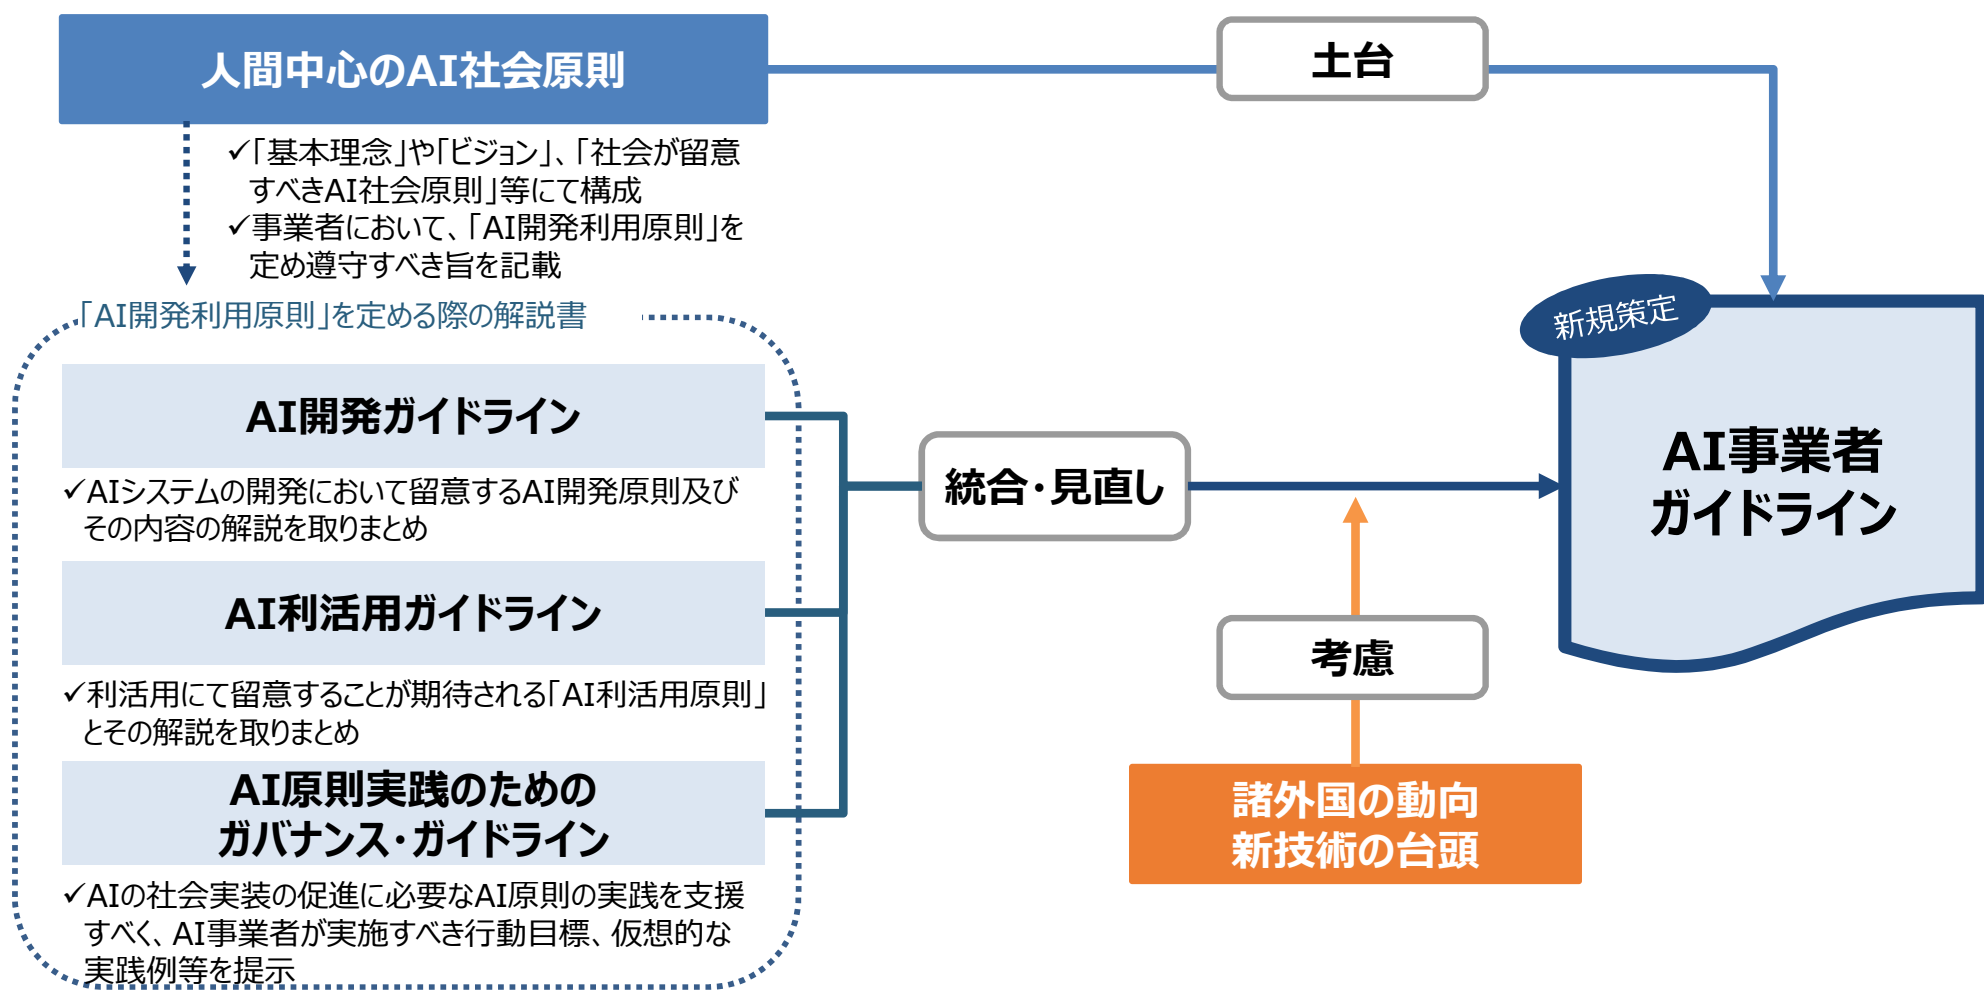 人間中心のAI社会原則
土台
✓「基本理念」や「ビジョン」、「社会が留意
すべきAI社会原則」等にて構成
✓事業者において、「AI開発利用原則」を
定め遵守すべき旨を記載
「AI開発利用原則」を定める際の解説書
新規策定
AI開発ガイドライン
✓AIシステムの開発において留意するAI開発原則及び
その内容の解説を取りまとめ
統合・見直し
AI事業者
ガイドライン
AI利活用ガイドライン
✓利活用にて留意することが期待される「AI利活用原則」
とその解説を取りまとめ
考慮
AI原則実践のための
ガバナンス・ガイドライン
諸外国の動向
新技術の台頭
✓AIの社会実装の促進に必要なAI原則の実践を支援
すべく、AI事業者が実施すべき行動目標、仮想的な
実践例等を提示